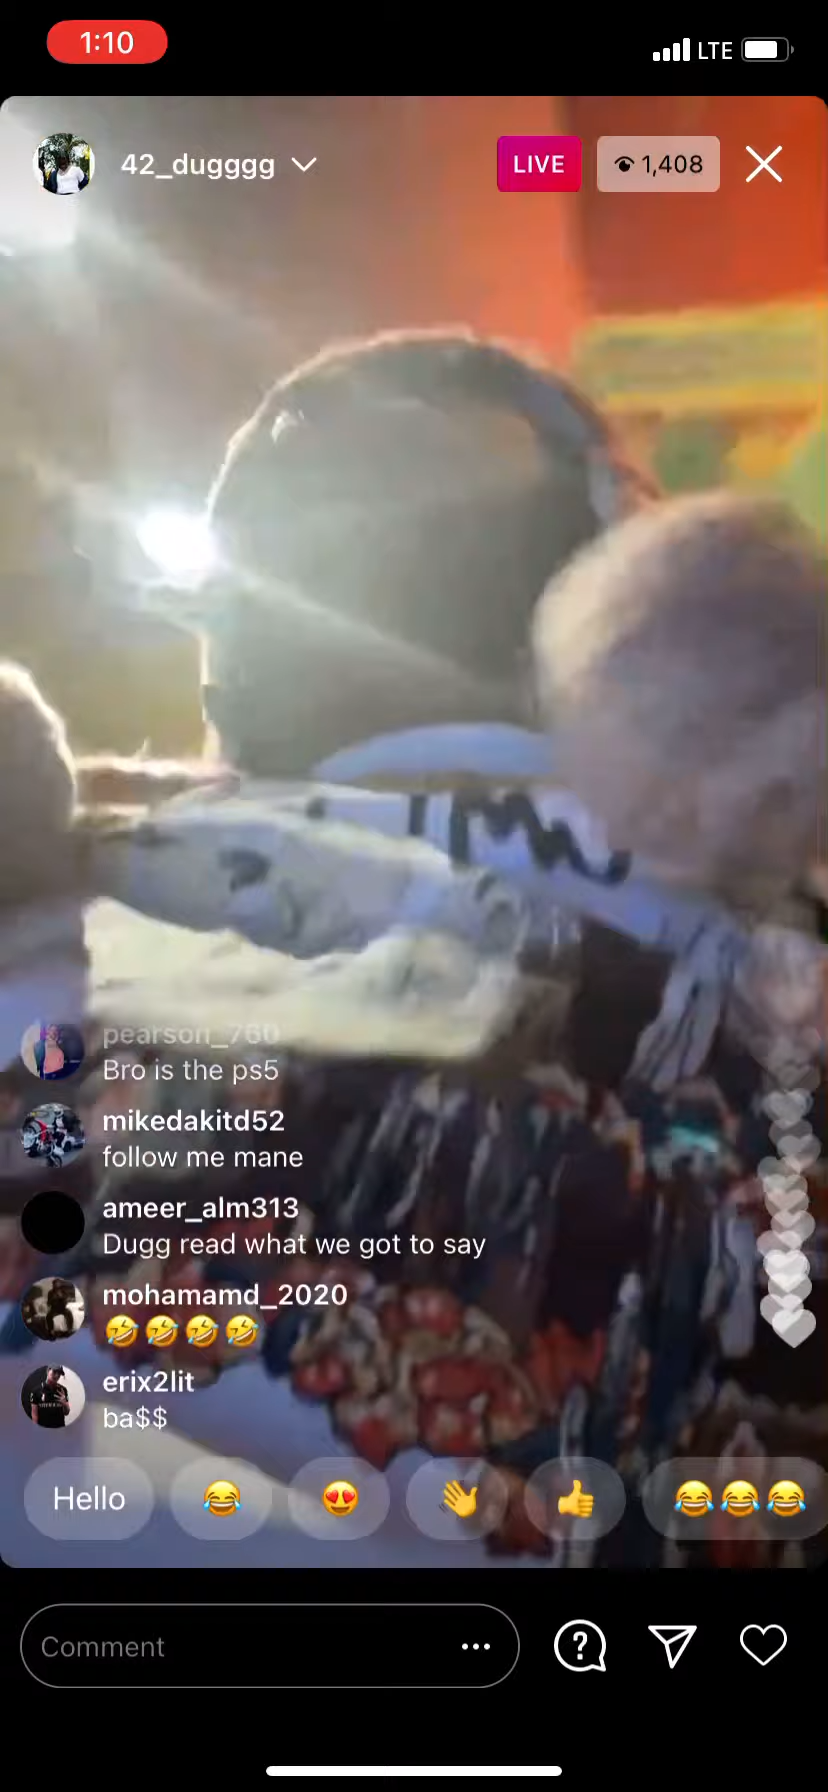 1:10
LTE
42_dugggg
LIVE
1,408
pearson_760
Bro is the ps5
mikedakitd52
follow me mane
ameer_alm313
Dugg read what we got to say
mohamamd_2020
🤣🤣🤣🤣
erix2lit
ba$$
Hello 😂 😍 👋 👍 😂😂😂
Comment